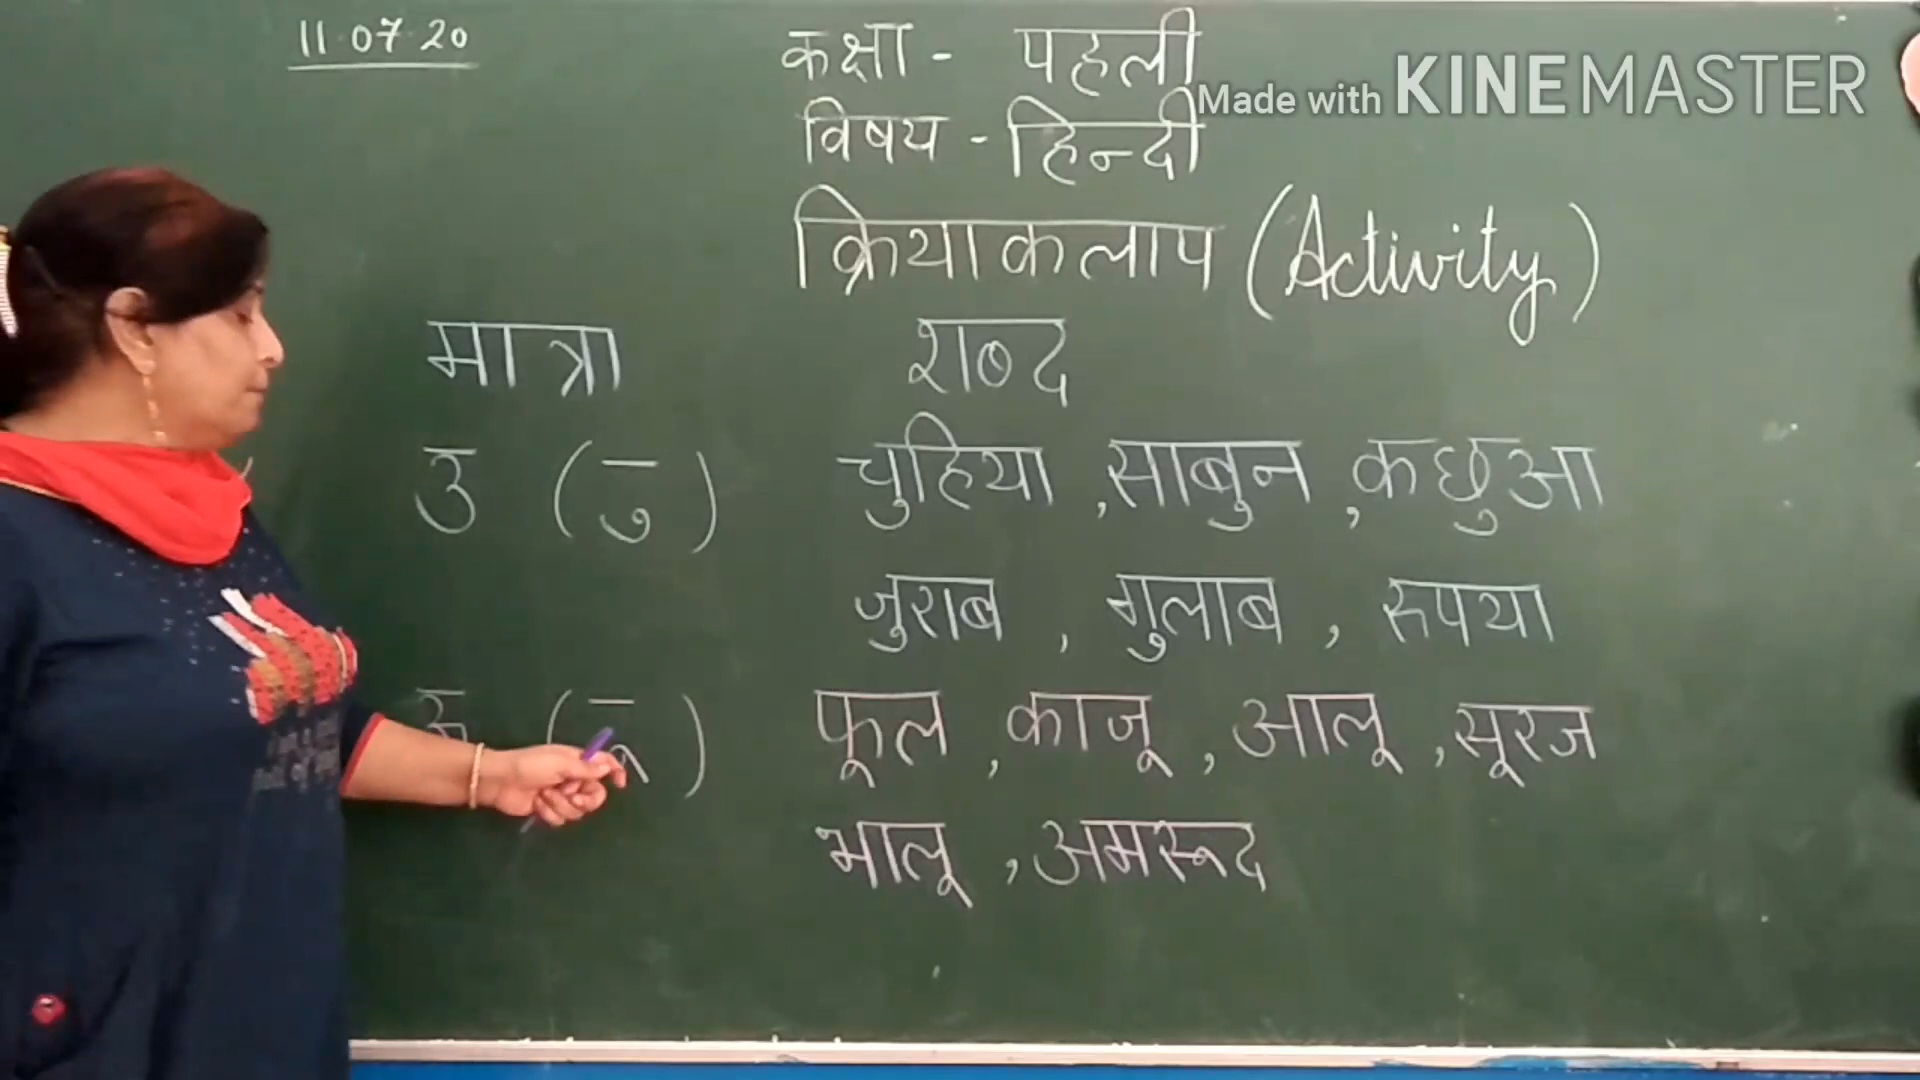 11.07.20
कक्षा - पहली
Made with KINEMASTER
विषय - हिन्दी
क्रियाकलाप (Activity)
मात्रा शब्द
उ ( ु ) चुहिया , साबुन , कछुआ
जुराब , गुलाब , रुपया
ऊ ( ू ) फूल , काजू , आलू , सूरज
भालू , अमरूद